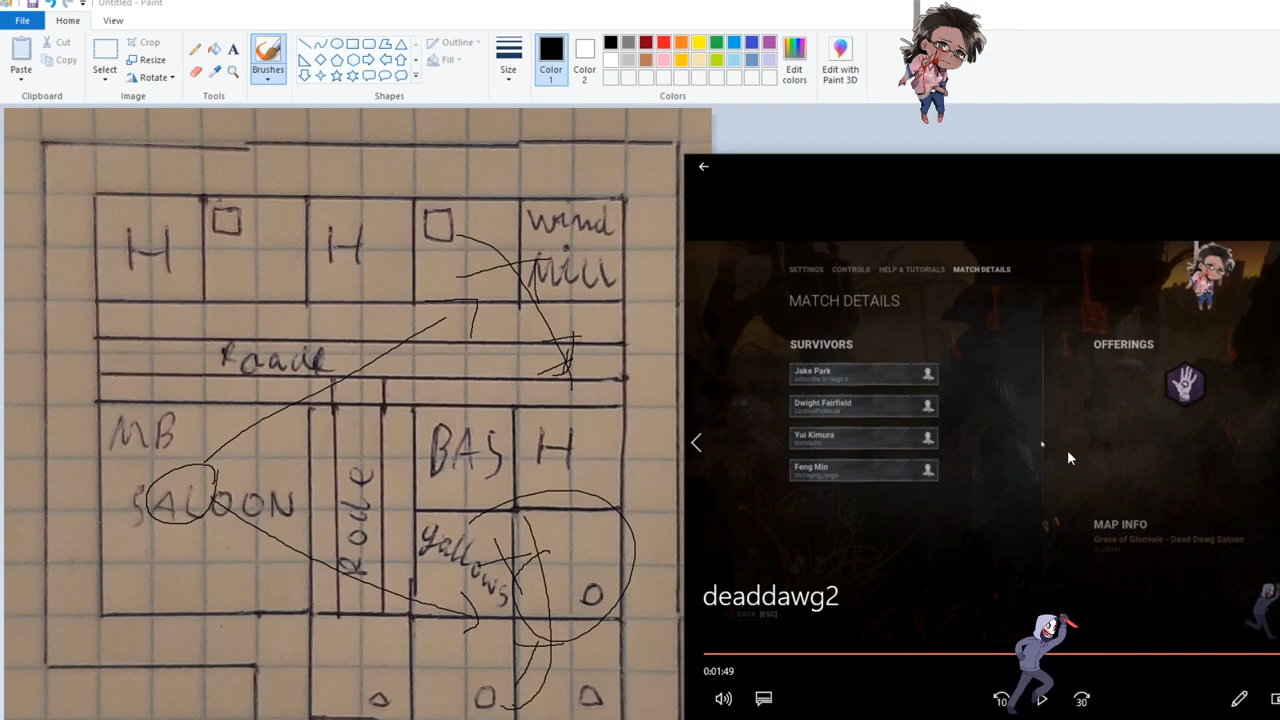 Untitled - Paint
File
Home
View
Paste
Cut
Copy
Clipboard
Select
Crop
Resize
Rotate
Image
A
Tools
Brushes
Shapes
Outline
Fill
Size
Color
1
Color
2
Edit
colors
Colors
Edit with
Paint 3D
H
H
Wind
Mill
MB
SALOON
BAS
H
SETTINGS CONTROLS HELP & TUTORIALS MATCH DETAILS
MATCH DETAILS
SURVIVORS
OFFERINGS
Jake Park
Dwight Fairfield
Yui Kimura
Feng Min
MAP INFO
Grave of Glenvale - Dead Dawg Saloon
deaddawg2
BACK [ESC]
0:01:49
10
30